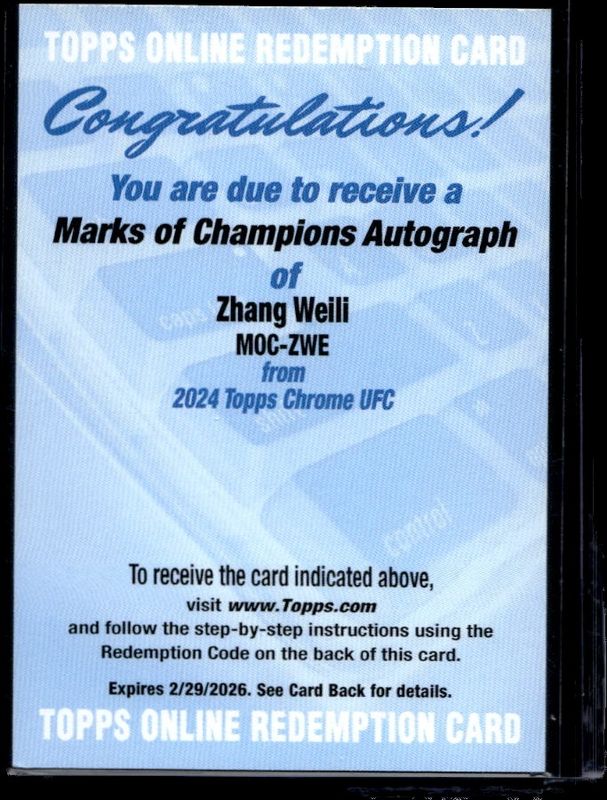 TOPPS ONLINE REDEMPTION CARD
Congratulations!
You are due to receive a
Marks of Champions Autograph
of
Zhang Weili
MOC-ZWE
from
2024 Topps Chrome UFC
caps
shift
control
To receive the card indicated above,
visit www.Topps.com
and follow the step-by-step instructions using the
Redemption Code on the back of this card.
Expires 2/29/2026. See Card Back for details.
TOPPS ONLINE REDEMPTION CARD